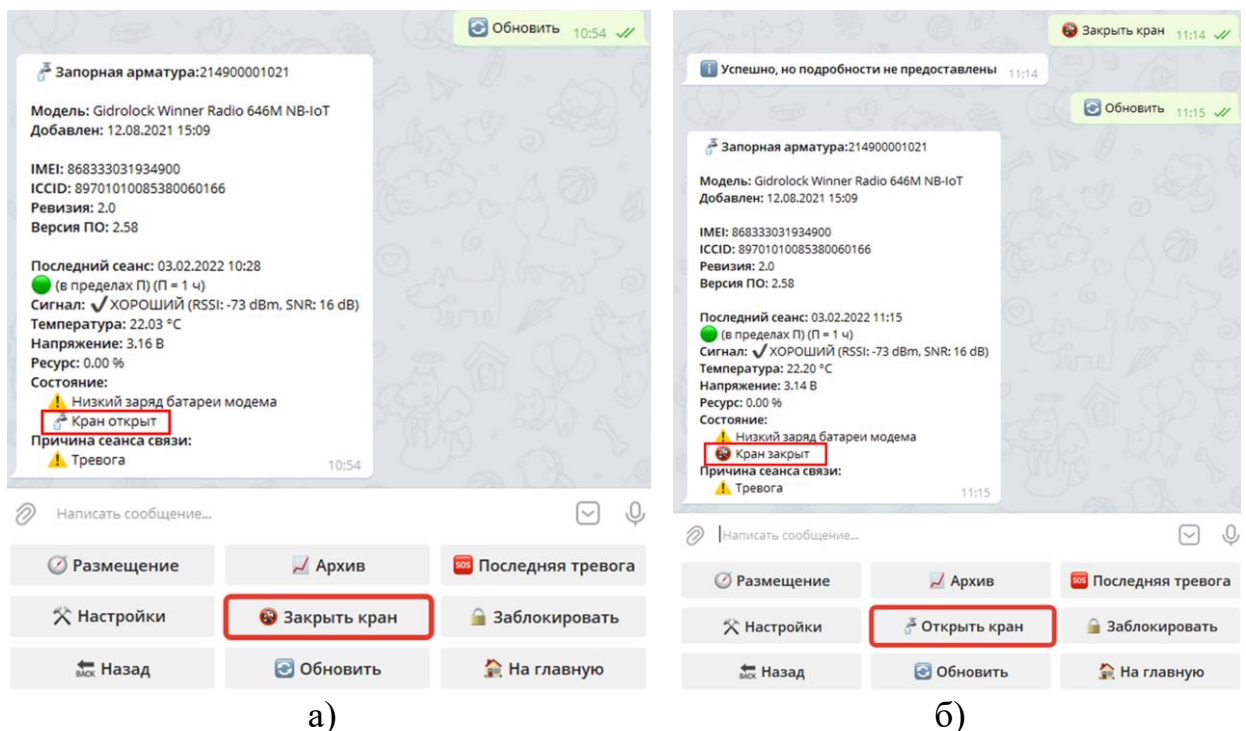 Обновить 10:54
Запорная арматура:214900001021
Модель: Gidrolock Winner Radio 646M NB-IoT
Добавлен: 12.08.2021 15:09
IMEI: 868333031934900
ICCID: 89701010085380060166
Ревизия: 2.0
Версия ПО: 2.58
Последний сеанс: 03.02.2022 10:28
(в пределах П) (П = 1 ч)
Сигнал: ✓ХОРОШИЙ (RSSI: -73 dBm, SNR: 16 dB)
Температура: 22.03 °C
Напряжение: 3.16 В
Ресурс: 0.00 %
Состояние:
Низкий заряд батареи модема
Кран открыт
Причина сеанса связи:
Тревога
10:54
Написать сообщение...
Размещение
Архив
SOS Последняя тревога
Настройки
Закрыть кран
Заблокировать
BACK Назад
Обновить
На главную
а)
Закрыть кран 11:14
Успешно, но подробности не предоставлены 11:14
Обновить 11:15
Запорная арматура:214900001021
Модель: Gidrolock Winner Radio 646M NB-IoT
Добавлен: 12.08.2021 15:09
IMEI: 868333031934900
ICCID: 89701010085380060166
Ревизия: 2.0
Версия ПО: 2.58
Последний сеанс: 03.02.2022 11:15
(в пределах П) (П = 1 ч)
Сигнал: ✓ХОРОШИЙ (RSSI: -73 dBm, SNR: 16 dB)
Температура: 22.20 °C
Напряжение: 3.14 В
Ресурс: 0.00 %
Состояние:
Низкий заряд батареи модема
Кран закрыт
Причина сеанса связи:
Тревога
11:15
Написать сообщение...
Размещение
Архив
SOS Последняя тревога
Настройки
Открыть кран
Заблокировать
BACK Назад
Обновить
На главную
б)